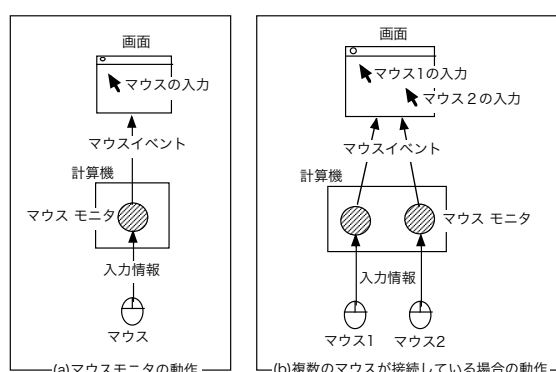 画面
マウスの入力
マウスイベント
計算機
マウス モニタ
入力情報
マウス
(a)マウスモニタの動作
画面
マウス1の入力
マウス２の入力
マウスイベント
計算機
マウス モニタ
入力情報
マウス1 マウス2
(b)複数のマウスが接続している場合の動作